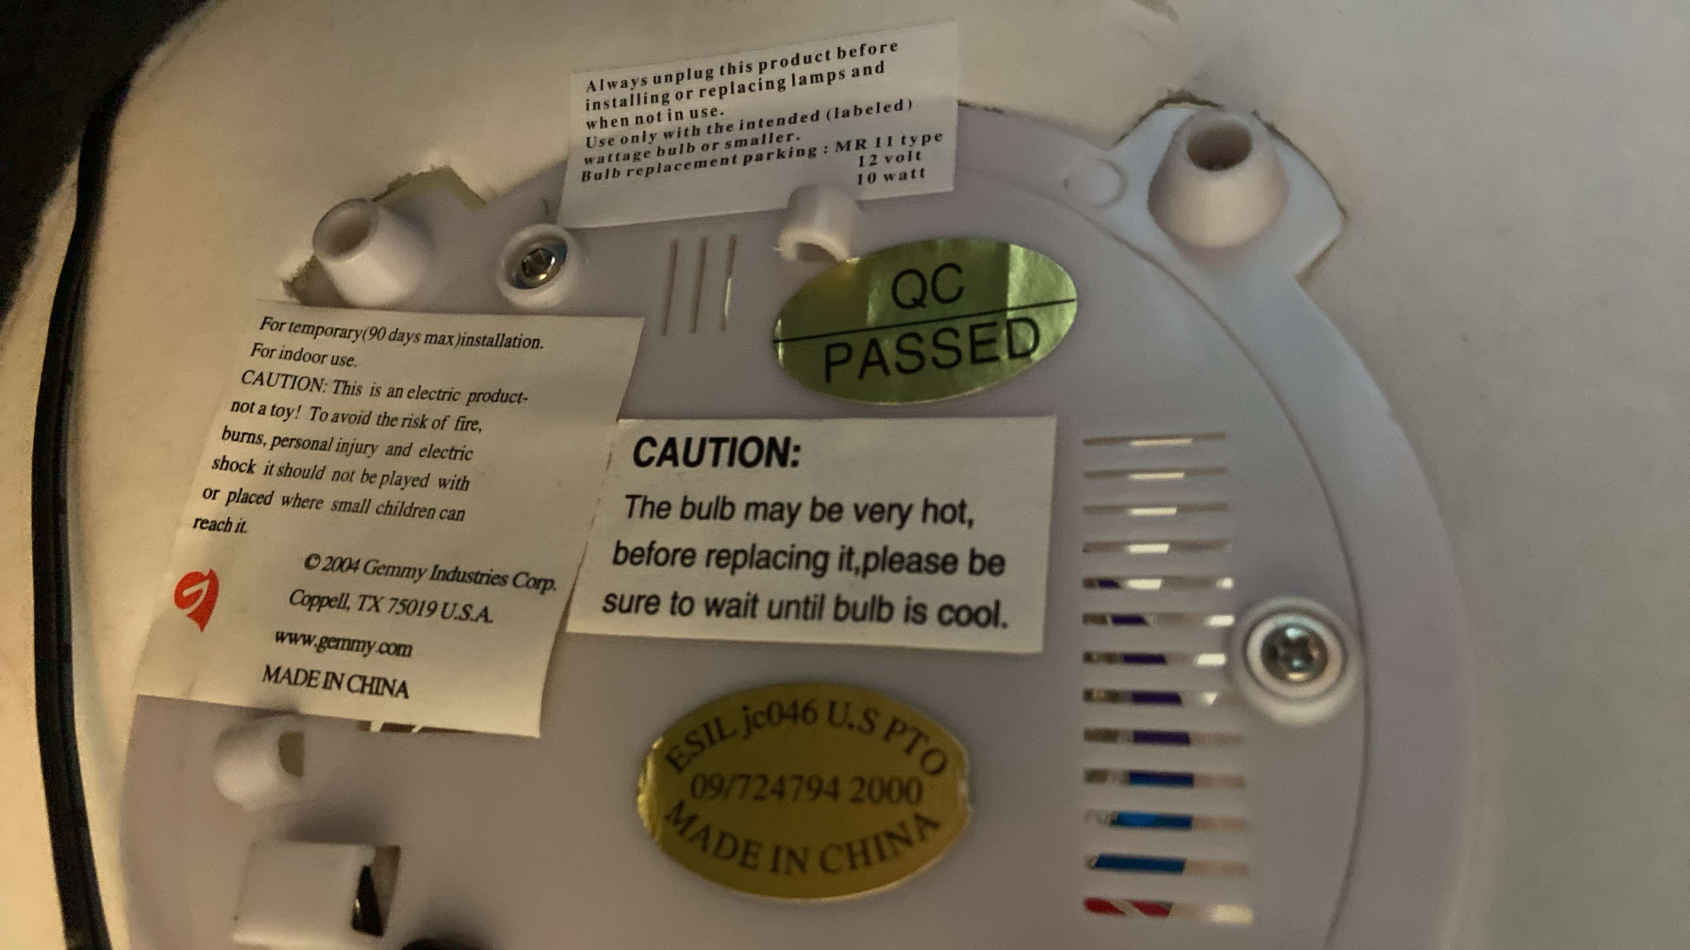 Always unplug this product before
installing or replacing lamps and
when not in use.
Use only with the intended (labeled)
wattage bulb or smaller.
Bulb replacement parking : MR 11 type
12 volt
10 watt
QC
PASSED
For temporary(90 days max)installation.
For indoor use.
CAUTION: This is an electric product-
not a toy! To avoid the risk of fire,
burns, personal injury and electric
shock it should not be played with
or placed where small children can
reach it.
© 2004 Gemmy Industries Corp.
Coppell, TX 75019 U.S.A.
www.gemmy.com
MADE IN CHINA
CAUTION:
The bulb may be very hot,
before replacing it,please be
sure to wait until bulb is cool.
ESIL jc046 U.S PTO
09/724794 2000
MADE IN CHINA